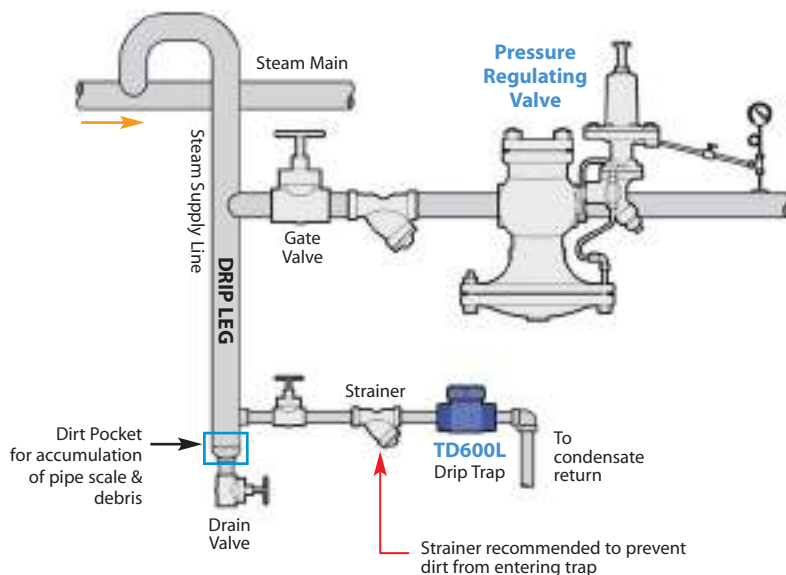 Steam Main
Pressure
Regulating
Valve
Steam Supply Line
DRIP LEG
Gate
Valve
Strainer
TD600L
Drip Trap
To
condensate
return
Dirt Pocket
for accumulation
of pipe scale &
debris
Drain
Valve
Strainer recommended to prevent
dirt from entering trap